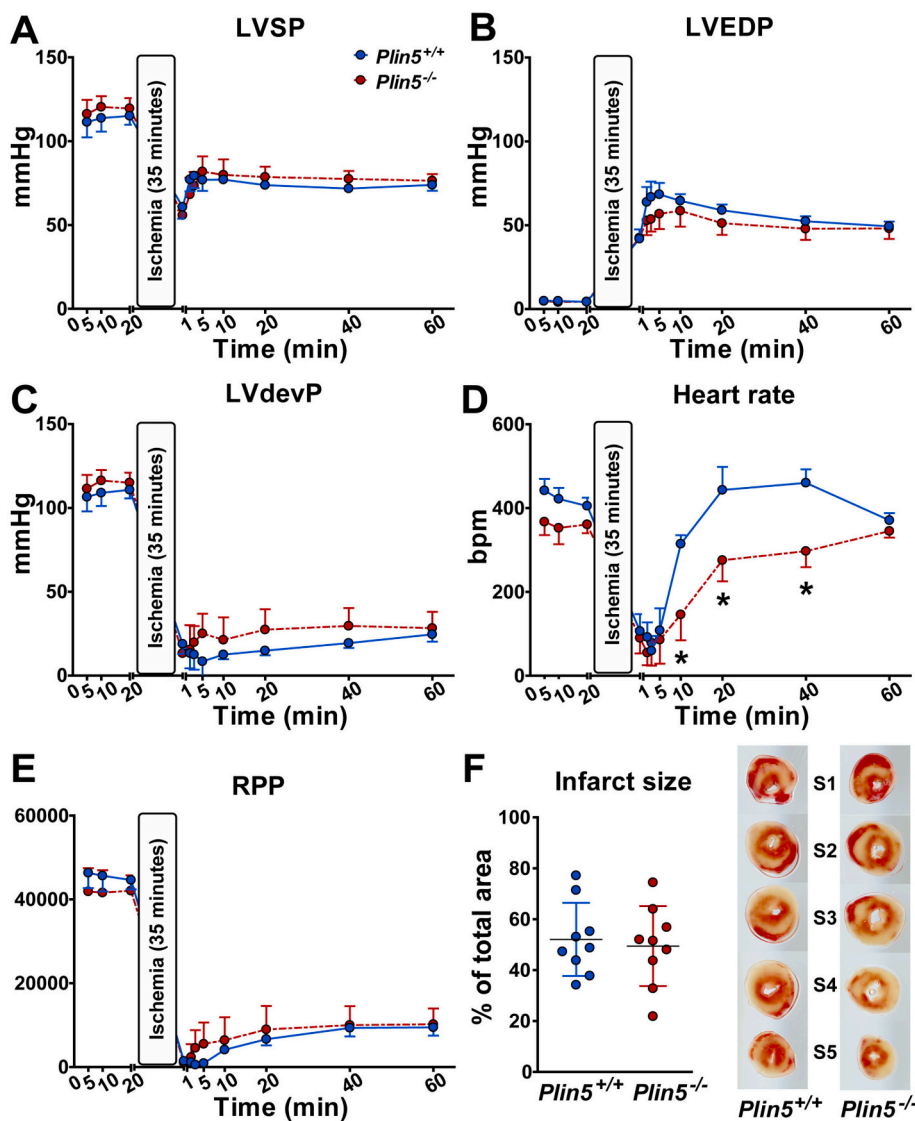 A
LVSP
150
100
50
0
mmHg
Ischemia (35 minutes)
Plin5+/+
Plin5-/-
0 5 10 20 1 5 10 20 40 60
Time (min)
B
LVEDP
150
100
50
0
mmHg
Ischemia (35 minutes)
0 5 10 20 1 5 10 20 40 60
Time (min)
C
LVdevP
150
100
50
0
mmHg
Ischemia (35 minutes)
0 5 10 20 1 5 10 20 40 60
Time (min)
D
Heart rate
600
400
200
0
bpm
Ischemia (35 minutes)
* * *
0 5 10 20 1 5 10 20 40 60
Time (min)
E
RPP
60000
40000
20000
0
Ischemia (35 minutes)
0 5 10 20 1 5 10 20 40 60
Time (min)
F
Infarct size
100
80
60
40
20
0
% of total area
Plin5+/+ Plin5-/-
S1
S2
S3
S4
S5
Plin5+/+ Plin5-/-